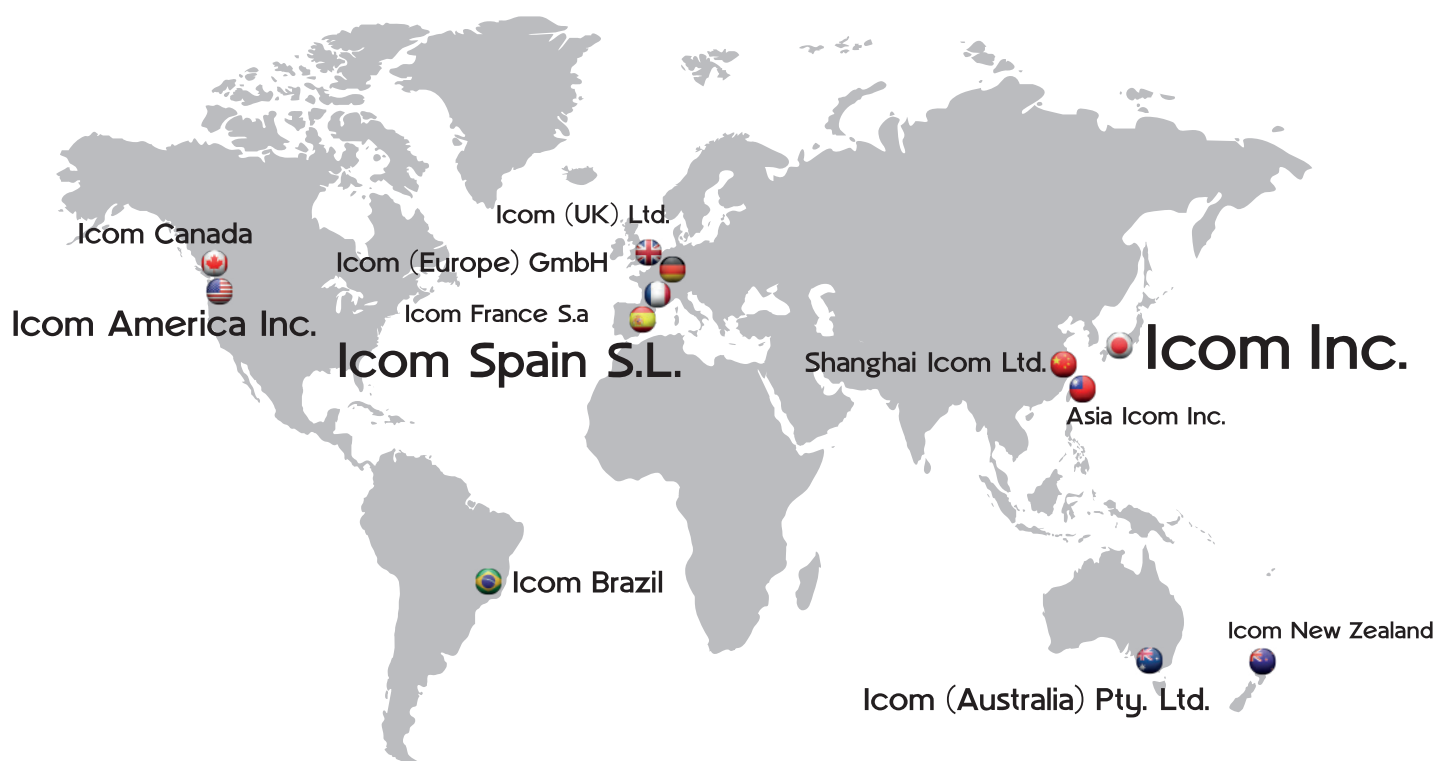 Icom (UK) Ltd.
Icom Canada
Icom (Europe) GmbH
Icom France S.a
Icom America Inc.
Icom Spain S.L.
Shanghai Icom Ltd.
Icom Inc.
Asia Icom Inc.
Icom Brazil
Icom New Zealand
Icom (Australia) Pty. Ltd.